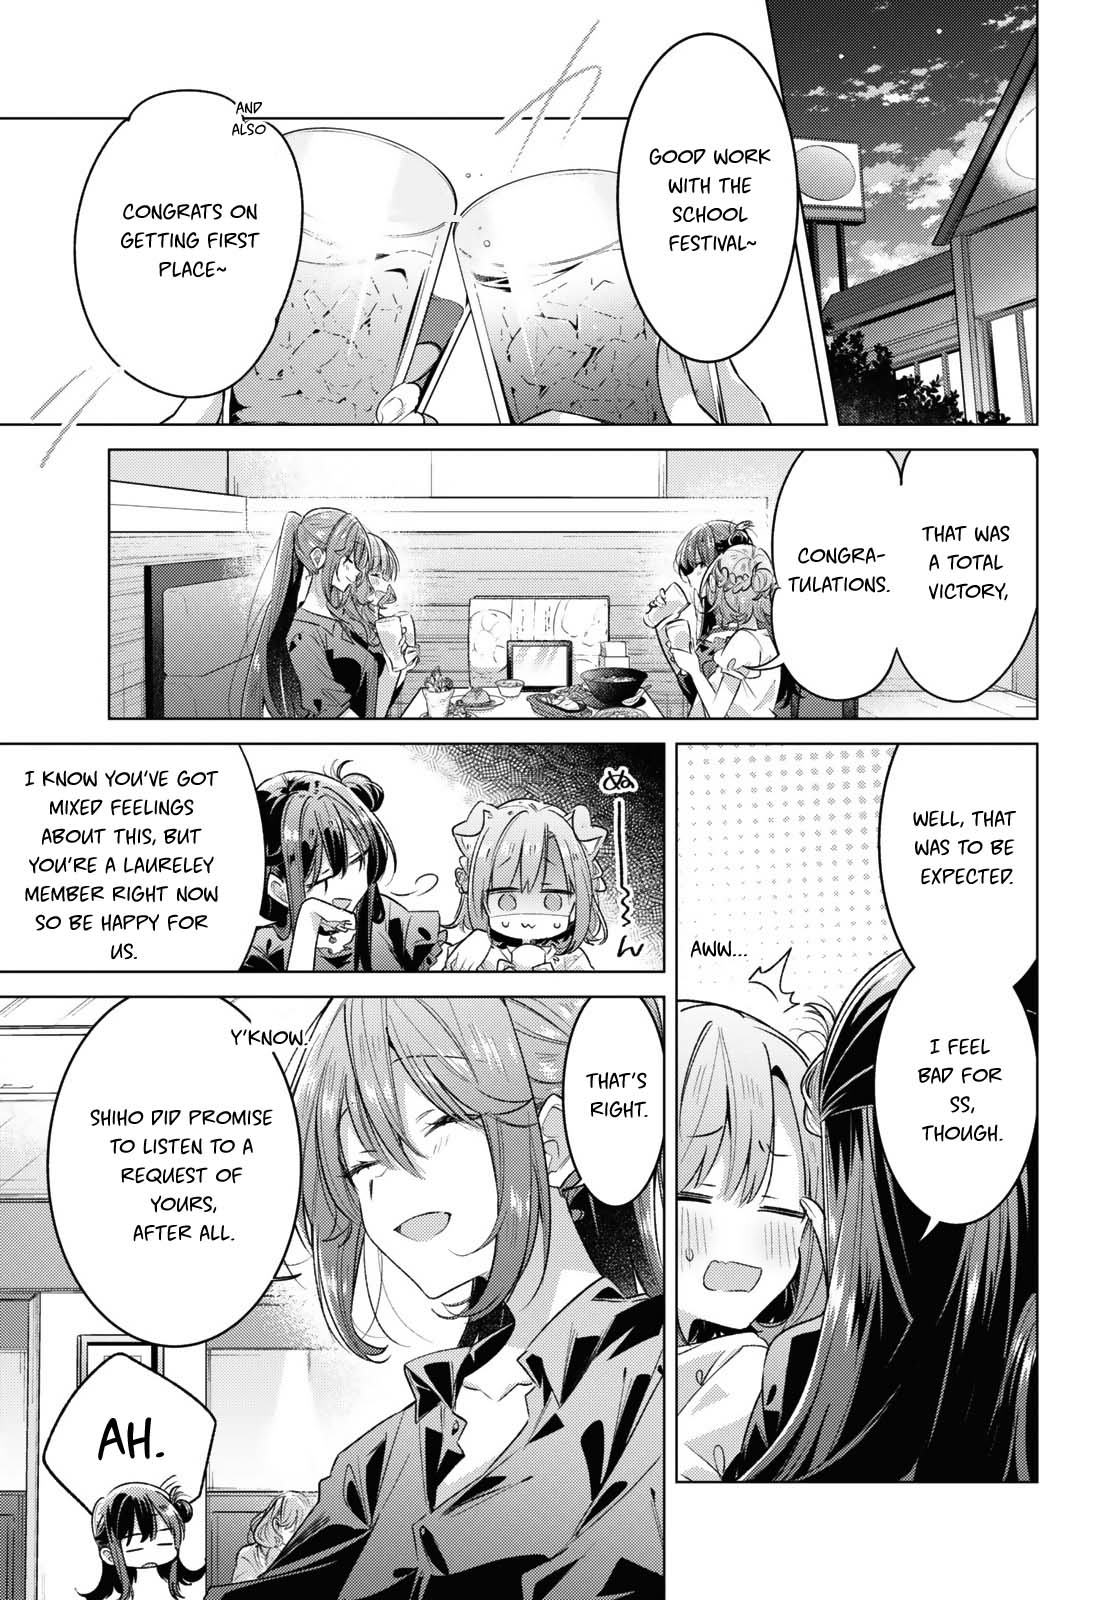 GOOD WORK
WITH THE
SCHOOL
FESTIVAL~
AND
ALSO
CONGRATS ON
GETTING FIRST
PLACE~
THAT WAS
A TOTAL
VICTORY,
CONGRA-
TULATIONS.
WELL, THAT
WAS TO BE
EXPECTED.
AWW...
I FEEL
BAD FOR
SS,
THOUGH.
ぬーん
I KNOW YOU'VE GOT
MIXED FEELINGS
ABOUT THIS, BUT
YOU'RE A LAURELEY
MEMBER RIGHT NOW
SO BE HAPPY FOR
US.
THAT'S
RIGHT.
Y'KNOW.
SHIHO DID PROMISE
TO LISTEN TO A
REQUEST OF
YOURS,
AFTER ALL.
AH.